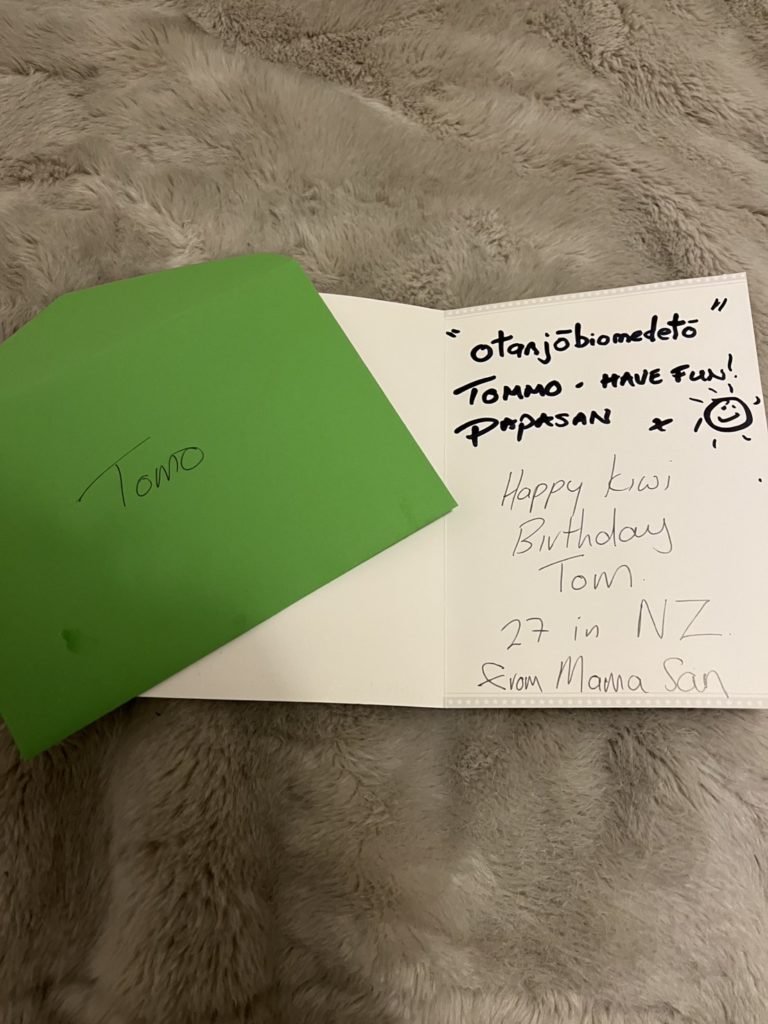 Tomo
"otanjōbiomedetō"
TOMMO - HAVE FUN!
PAPASAN x
Happy kiwi
Birthday
Tom.
27 in NZ.
from Mama San